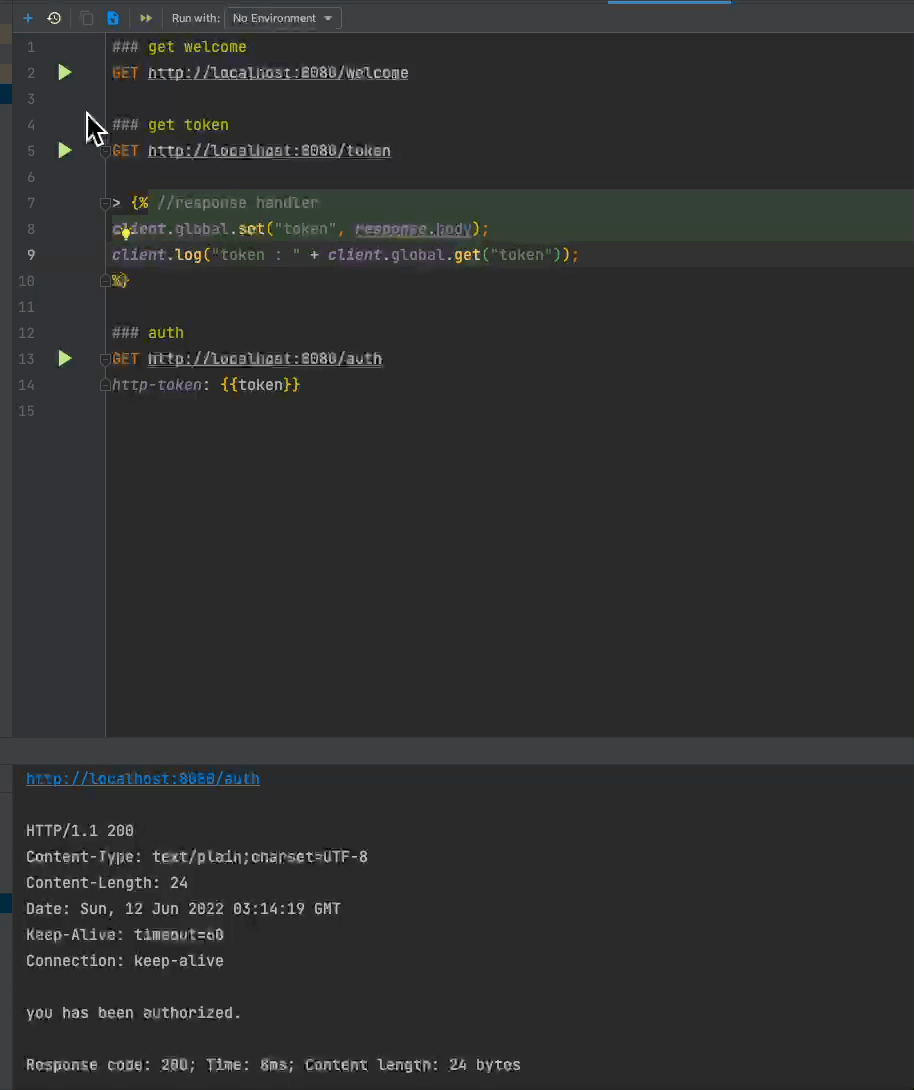 Run with: No Environment
1 ### get welcome
2 GET http://localhost:8080/welcome
3
4 ### get token
5 GET http://localhost:8080/token
6
7 > {% //response handler
8 client.global.set("token", response.body);
9 client.log("token : " + client.global.get("token"));
10 %}
11
12 ### auth
13 GET http://localhost:8080/auth
14 http-token: {{token}}
15
http://localhost:8080/auth
HTTP/1.1 200
Content-Type: text/plain;charset=UTF-8
Content-Length: 24
Date: Sun, 12 Jun 2022 03:14:19 GMT
Keep-Alive: timeout=60
Connection: keep-alive
you has been authorized.
Response code: 200; Time: 6ms; Content length: 24 bytes